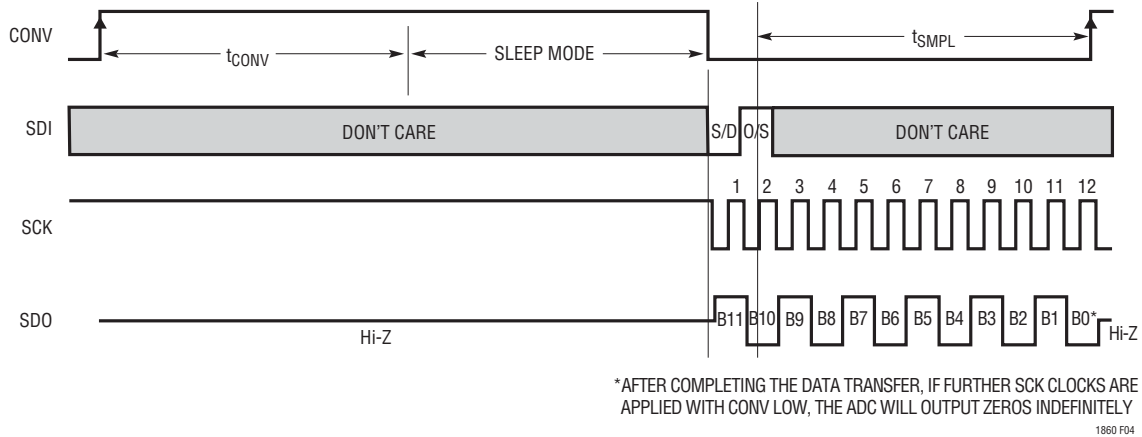 CONV
tCONV
SLEEP MODE
tSMPL
SDI
DON'T CARE
S/D
O/S
DON'T CARE
1 2 3 4 5 6 7 8 9 10 11 12
SCK
SDO
Hi-Z
B11 B10 B9 B8 B7 B6 B5 B4 B3 B2 B1 B0*
Hi-Z
*AFTER COMPLETING THE DATA TRANSFER, IF FURTHER SCK CLOCKS ARE
APPLIED WITH CONV LOW, THE ADC WILL OUTPUT ZEROS INDEFINITELY
1860 F04